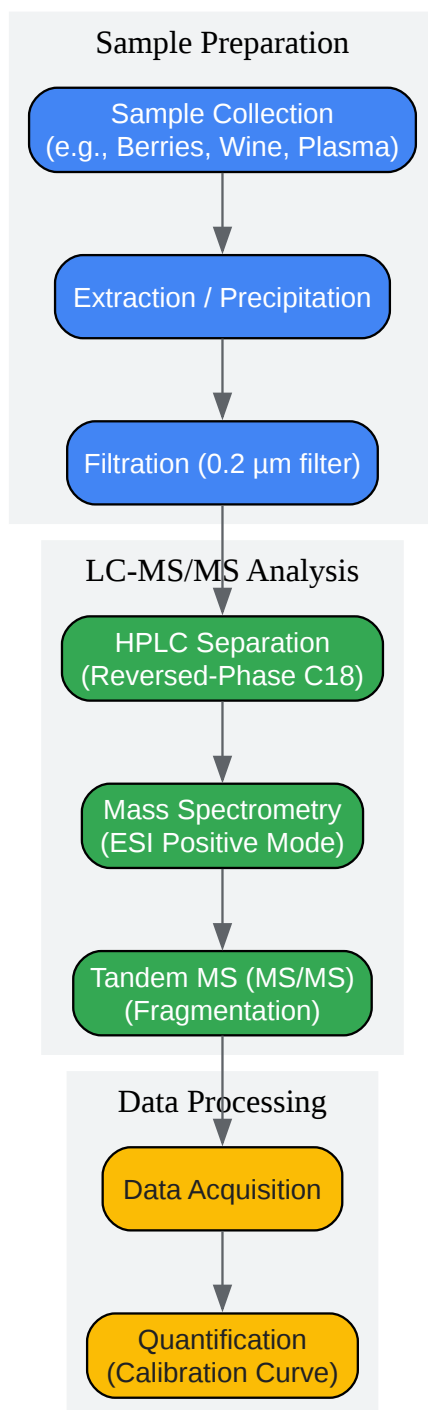 Sample Preparation
Sample Collection
(e.g., Berries, Wine, Plasma)
Extraction / Precipitation
Filtration (0.2 µm filter)
LC-MS/MS Analysis
HPLC Separation
(Reversed-Phase C18)
Mass Spectrometry
(ESI Positive Mode)
Tandem MS (MS/MS)
(Fragmentation)
Data Processing
Data Acquisition
Quantification
(Calibration Curve)